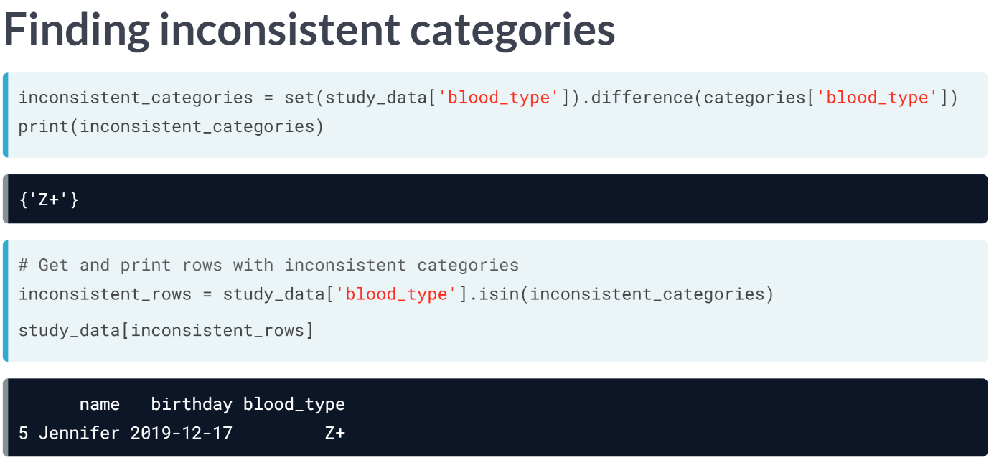 Finding inconsistent categories
inconsistent_categories = set(study_data['blood_type']).difference(categories['blood_type'])
print(inconsistent_categories)
{'Z+'}
# Get and print rows with inconsistent categories
inconsistent_rows = study_data['blood_type'].isin(inconsistent_categories)
study_data[inconsistent_rows]
      name   birthday blood_type
5 Jennifer 2019-12-17         Z+